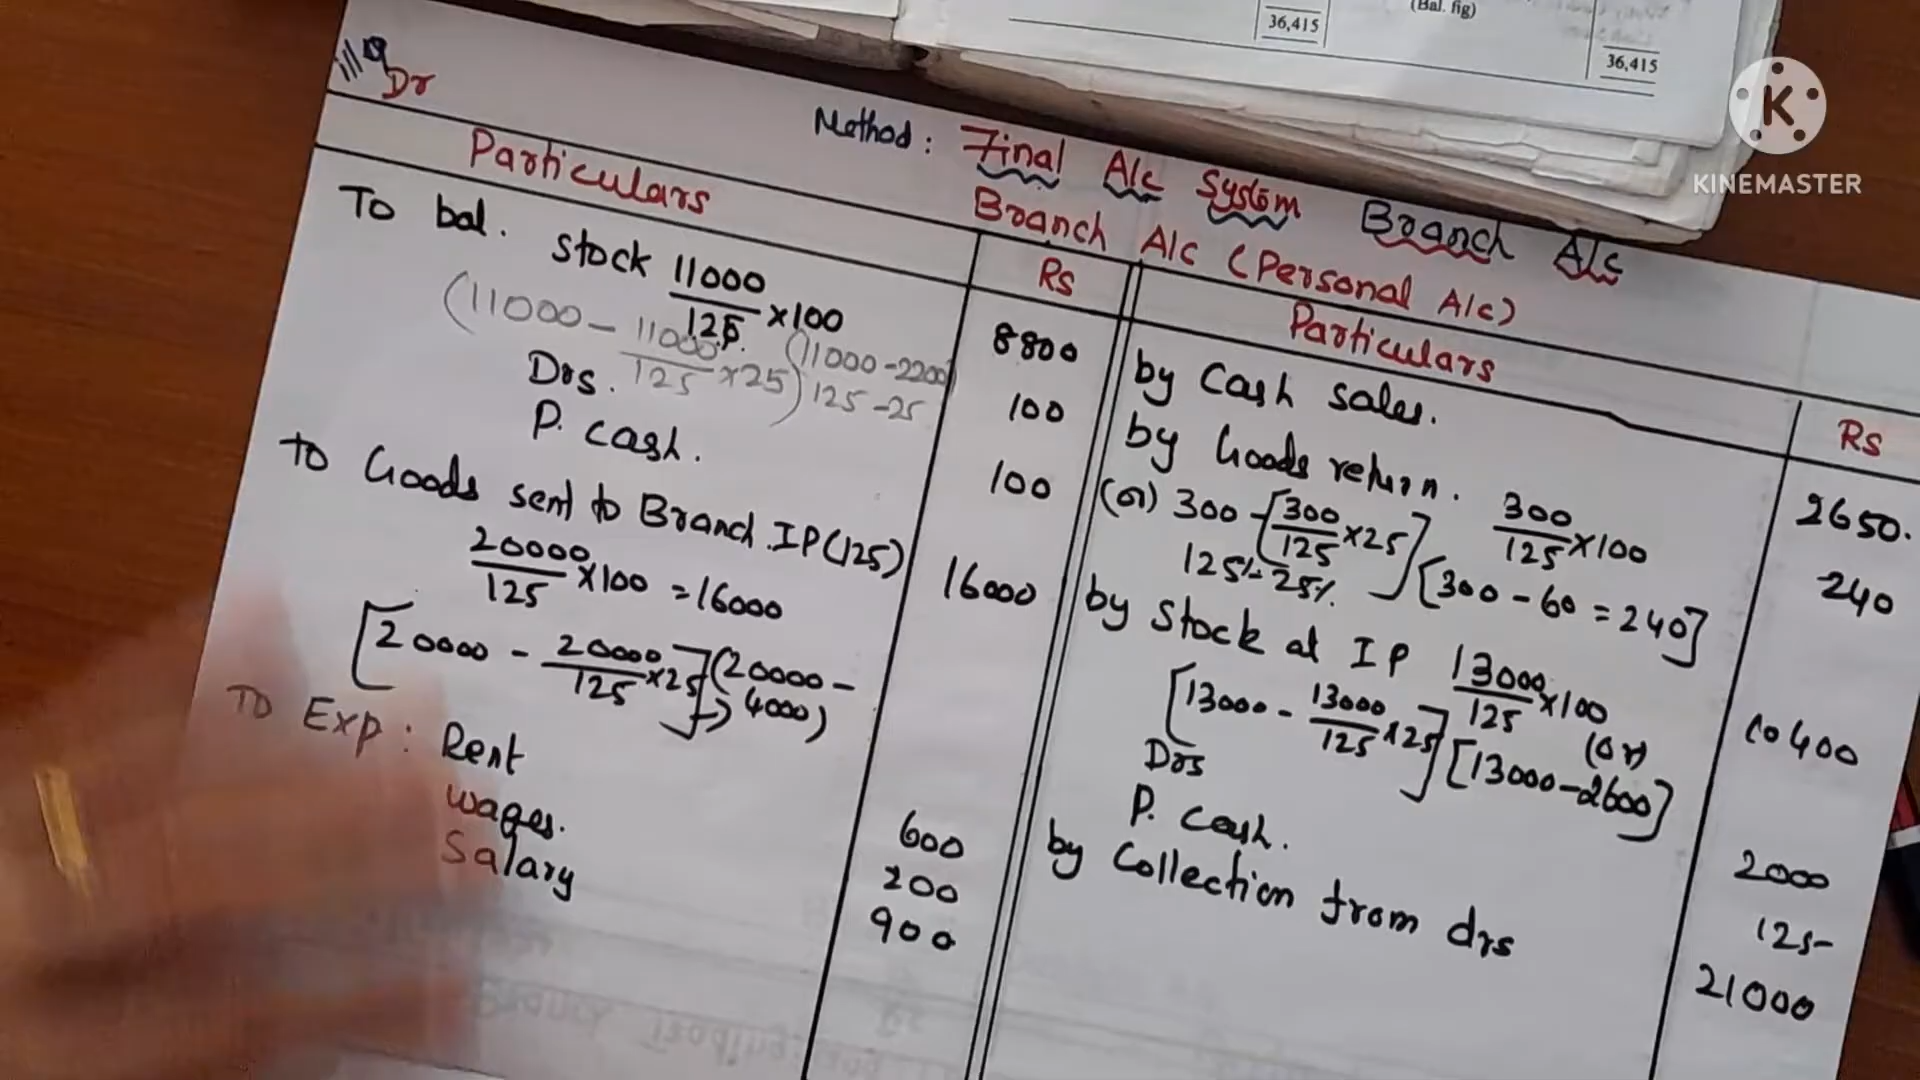 (Bal. fig)
36,415
36,415
KINEMASTER
Dr
Method: Final A/c System Branch A/c
Branch A/c (Personal A/c)
Particulars
Rs
Particulars
Rs
To bal. stock 11000/125 x100
8800
(11000 - 11000/125 x25) (11000-2200)
125-25
Drs.
100
P. cash.
100
To Goods sent to Branch. IP (125)
20000/125 x100 = 16000
16000
[20000 - 20000/125 x25] (20000 - 4000)
To Exp: Rent
600
Wages.
200
Salary
900
by Cash sales.
2650.
by Goods return. 300/125 x100
240
(or) 300 - [300/125 x25] [300 - 60 = 240]
125% - 25%
by Stock at IP 13000/125 x100
10400
(or)
[13000 - 13000/125 x25] [13000-2600]
Drs
2000
P. cash.
125-
by Collection from drs
21000